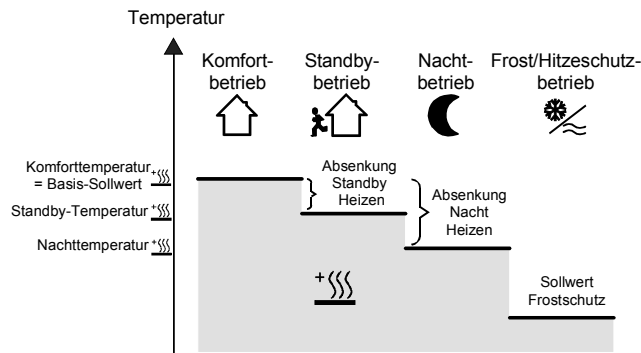 Temperatur
Komfort-
betrieb
Standby-
betrieb
Nacht-
betrieb
Frost/Hitzeschutz-
betrieb
Komforttemperatur
= Basis-Sollwert
Standby-Temperatur
Nachttemperatur
Absenkung
Standby
Heizen
Absenkung
Nacht
Heizen
Sollwert
Frostschutz